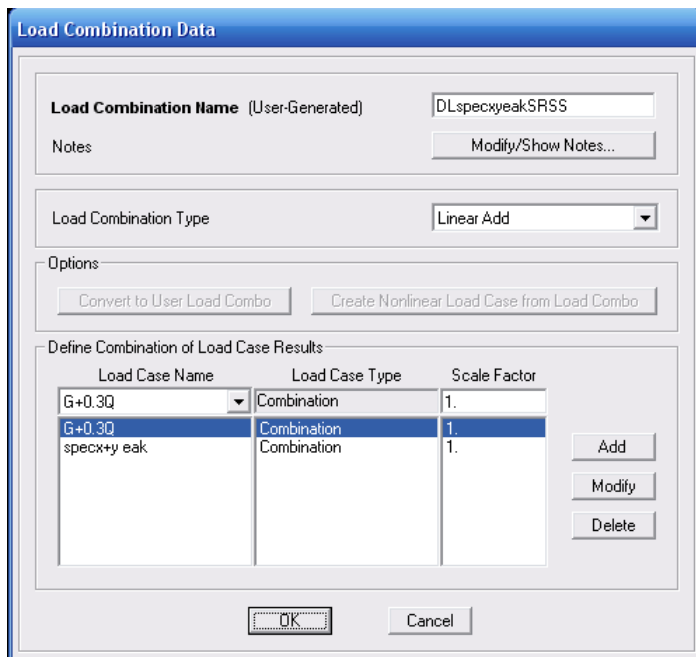 Load Combination Data
Load Combination Name (User-Generated) DLspecxyeakSRSS
Notes Modify/Show Notes...
Load Combination Type Linear Add
Options
Convert to User Load Combo Create Nonlinear Load Case from Load Combo
Define Combination of Load Case Results
Load Case Name Load Case Type Scale Factor
G+0.3Q Combination 1.
G+0.3Q Combination 1.
specx+y eak Combination 1.
Add
Modify
Delete
OK Cancel